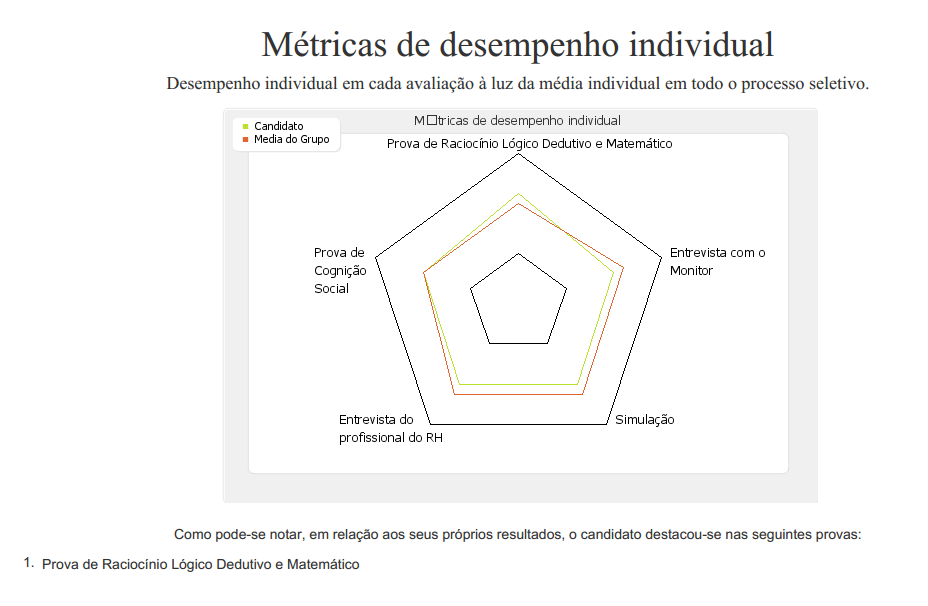 Métricas de desempenho individual
Desempenho individual em cada avaliação à luz da média individual em todo o processo seletivo.
M□tricas de desempenho individual
Candidato
Media do Grupo
Prova de Raciocínio Lógico Dedutivo e Matemático
Prova de
Cognição
Social
Entrevista com o
Monitor
Entrevista do
profissional do RH
Simulação
Como pode-se notar, em relação aos seus próprios resultados, o candidato destacou-se nas seguintes provas:
1. Prova de Raciocínio Lógico Dedutivo e Matemático